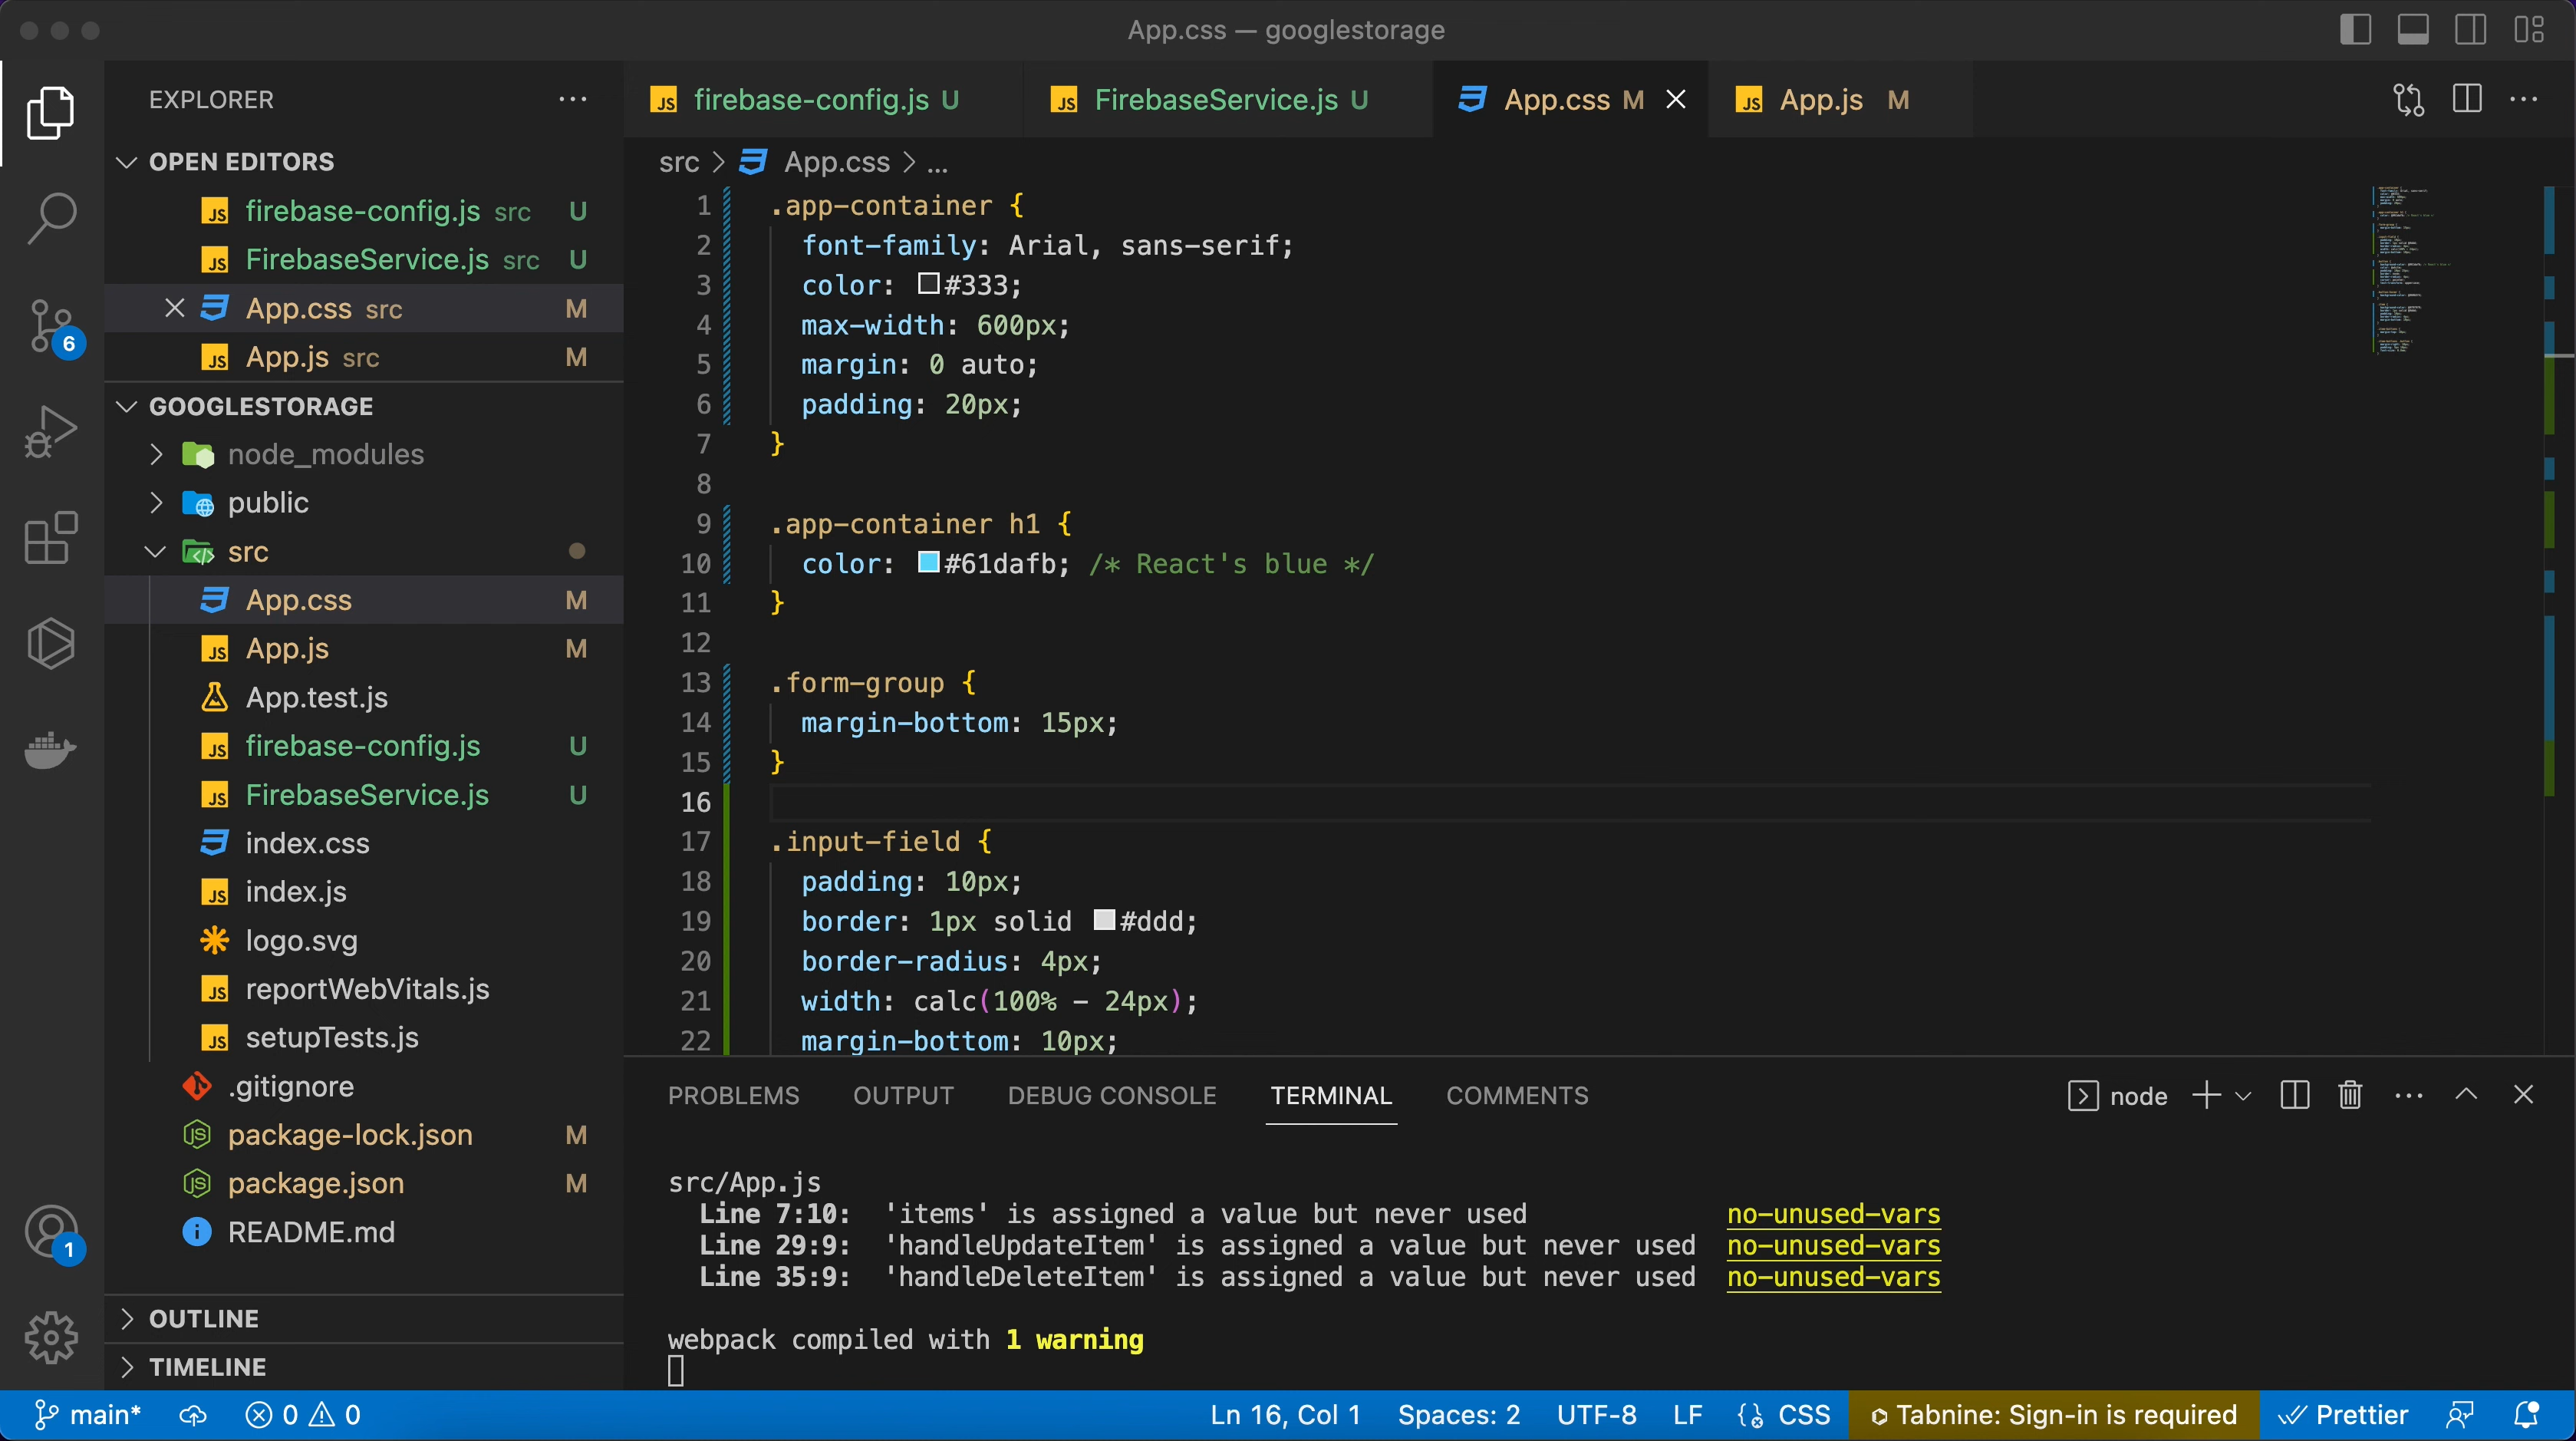 App.css — googlestorage
EXPLORER
OPEN EDITORS
firebase-config.js src U
FirebaseService.js src U
App.css src M
App.js src M
GOOGLESTORAGE
node_modules
public
src
App.css M
App.js M
App.test.js
firebase-config.js U
FirebaseService.js U
index.css
index.js
logo.svg
reportWebVitals.js
setupTests.js
.gitignore
package-lock.json M
package.json M
README.md
OUTLINE
TIMELINE
6
1
firebase-config.js U FirebaseService.js U App.css M App.js M
src > App.css > ...
1 .app-container {
2 font-family: Arial, sans-serif;
3 color: #333;
4 max-width: 600px;
5 margin: 0 auto;
6 padding: 20px;
7 }
8
9 .app-container h1 {
10 color: #61dafb; /* React's blue */
11 }
12
13 .form-group {
14 margin-bottom: 15px;
15 }
16
17 .input-field {
18 padding: 10px;
19 border: 1px solid #ddd;
20 border-radius: 4px;
21 width: calc(100% - 24px);
22 margin-bottom: 10px;
PROBLEMS OUTPUT DEBUG CONSOLE TERMINAL COMMENTS node
src/App.js
Line 7:10: 'items' is assigned a value but never used no-unused-vars
Line 29:9: 'handleUpdateItem' is assigned a value but never used no-unused-vars
Line 35:9: 'handleDeleteItem' is assigned a value but never used no-unused-vars
webpack compiled with 1 warning
main* 0 0 Ln 16, Col 1 Spaces: 2 UTF-8 LF CSS Tabnine: Sign-in is required Prettier